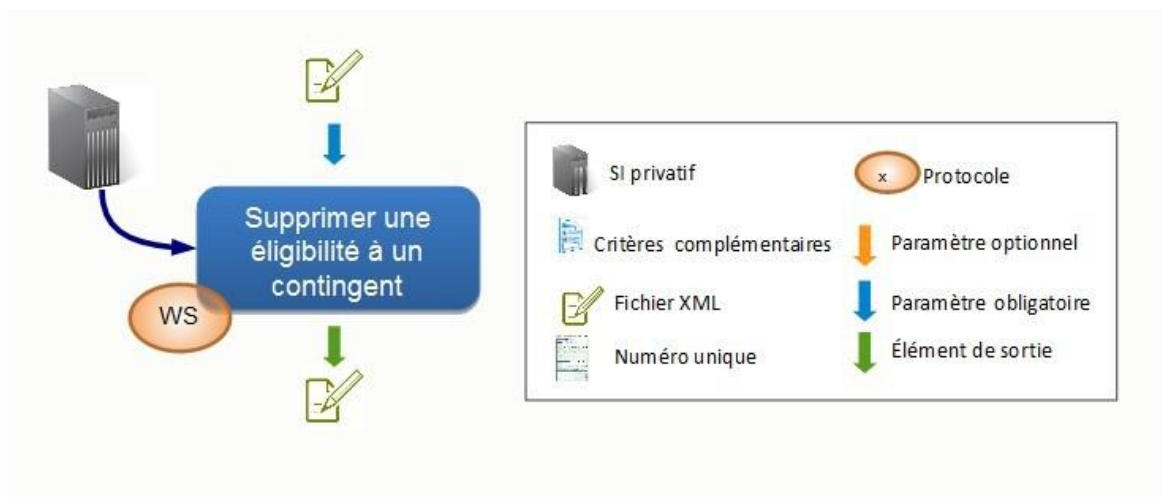 Supprimer une
éligibilité à un
contingent
WS
SI privatif
x Protocole
Critères complémentaires
Paramètre optionnel
Fichier XML
Paramètre obligatoire
Numéro unique
Élément de sortie